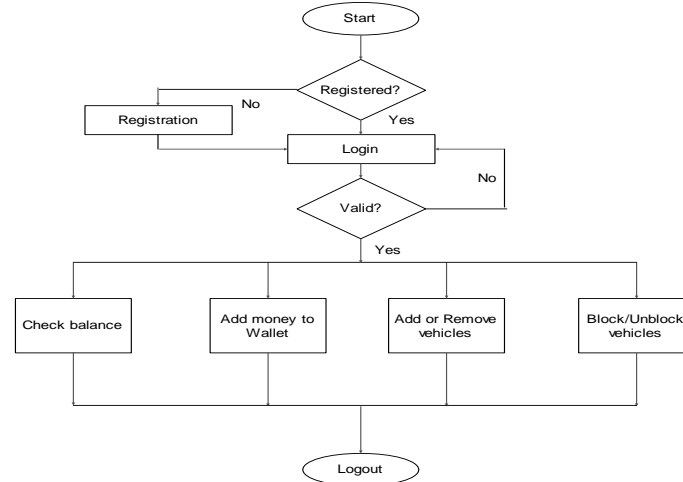 Start
Registered?
No
Yes
Registration
Login
No
Valid?
Yes
Check balance
Add money to
Wallet
Add or Remove
vehicles
Block/Unblock
vehicles
Logout